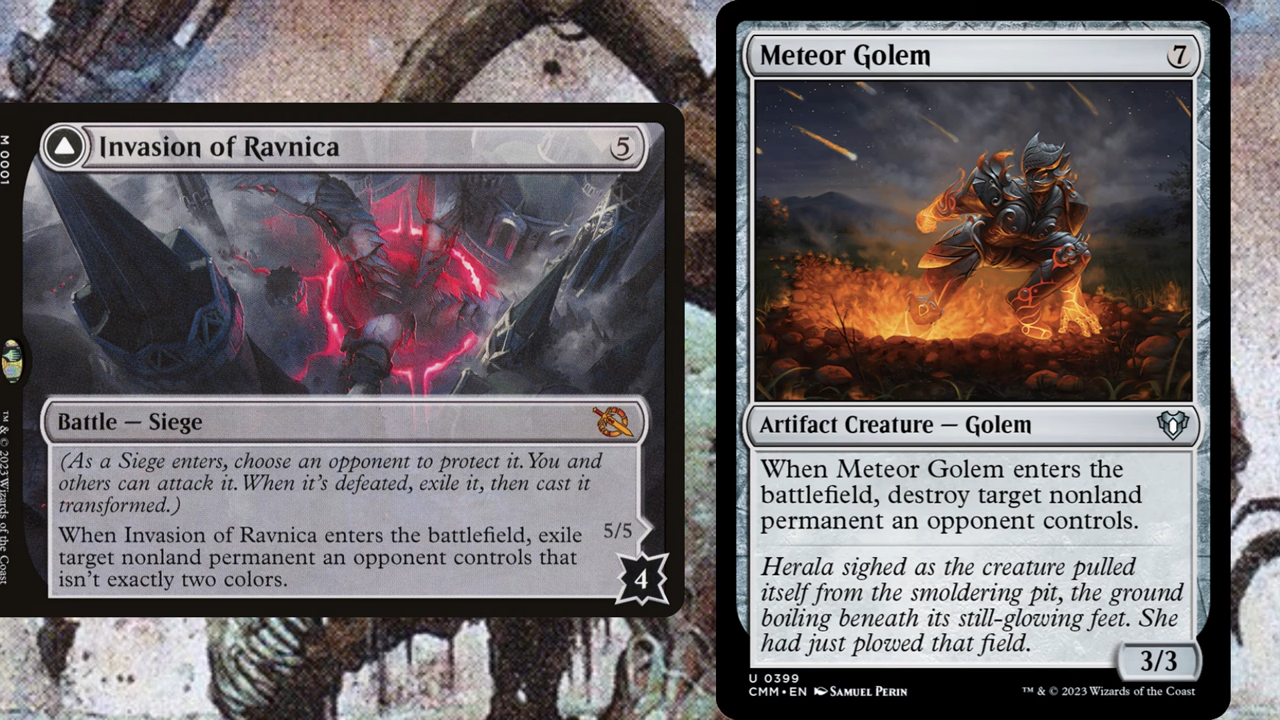 M 0001
™ & © 2023 Wizards of the Coast
Invasion of Ravnica
5
Battle — Siege
(As a Siege enters, choose an opponent to protect it. You and
others can attack it. When it's defeated, exile it, then cast it
transformed.)
When Invasion of Ravnica enters the battlefield, exile
target nonland permanent an opponent controls that
isn't exactly two colors.
5/5
4
Meteor Golem
7
Artifact Creature — Golem
When Meteor Golem enters the
battlefield, destroy target nonland
permanent an opponent controls.
Herala sighed as the creature pulled
itself from the smoldering pit, the ground
boiling beneath its still-glowing feet. She
had just plowed that field.
3/3
U 0399
CMM • EN Samuel Perin
™ & © 2023 Wizards of the Coast